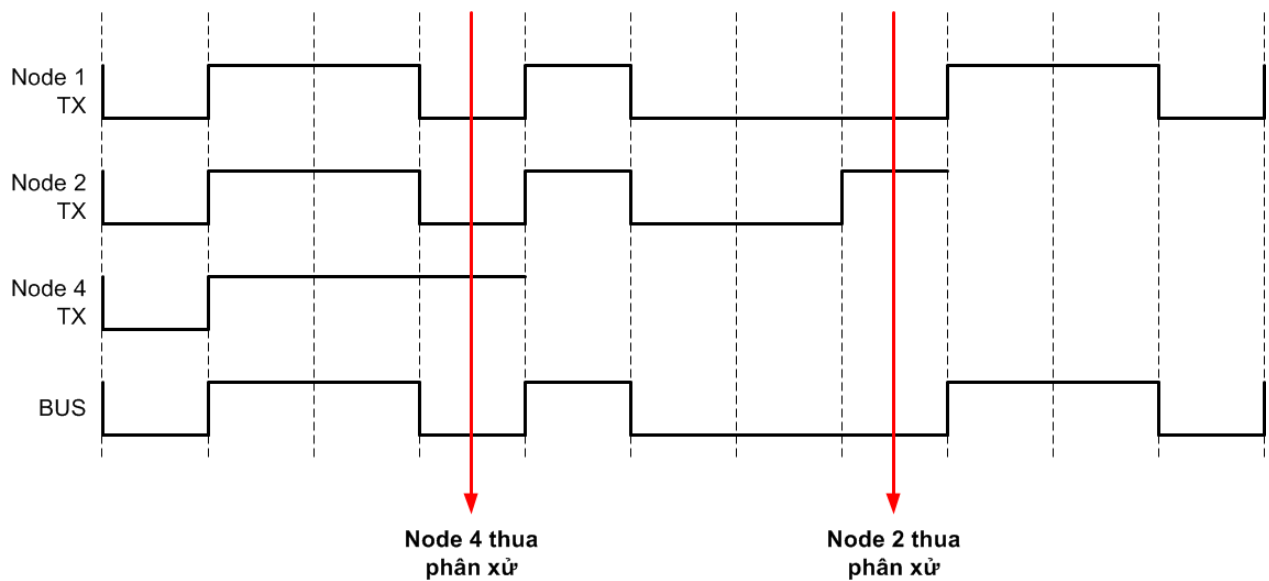 Node 1
TX
Node 2
TX
Node 4
TX
BUS
Node 4 thua
phân xử
Node 2 thua
phân xử